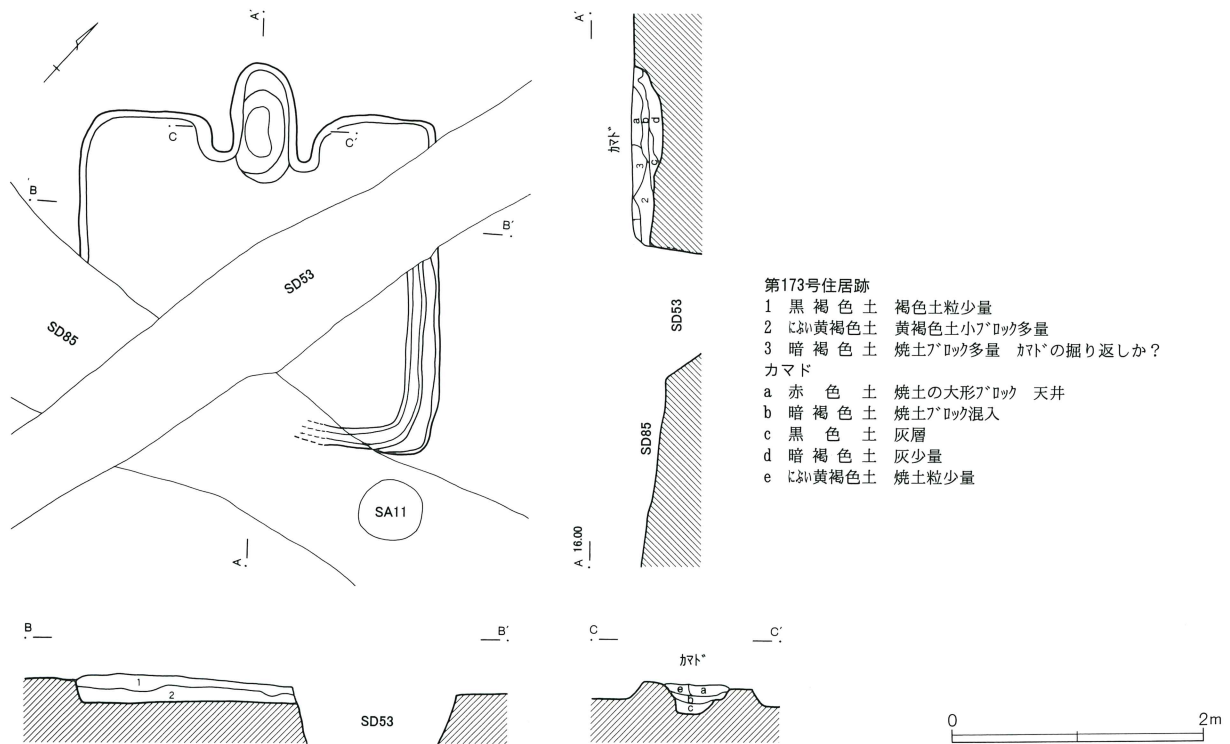 A'
C
C'
B
B'
SD53
SD85
SA11
A
A'
カマド
a
b
d
3
c
2
SD53
SD85
A 16.00
第173号住居跡
1 黒褐色土 褐色土粒少量
2 にぶい黄褐色土 黄褐色土小ブロック多量
3 暗褐色土 焼土ブロック多量 カマドの掘り返しか？
カマド
a 赤色土 焼土の大形ブロック 天井
b 暗褐色土 焼土ブロック混入
c 黒色土 灰層
d 暗褐色土 灰少量
e にぶい黄褐色土 焼土粒少量
B
B'
1
2
SD53
C
C'
カマド
e
a
b
c
0
2m